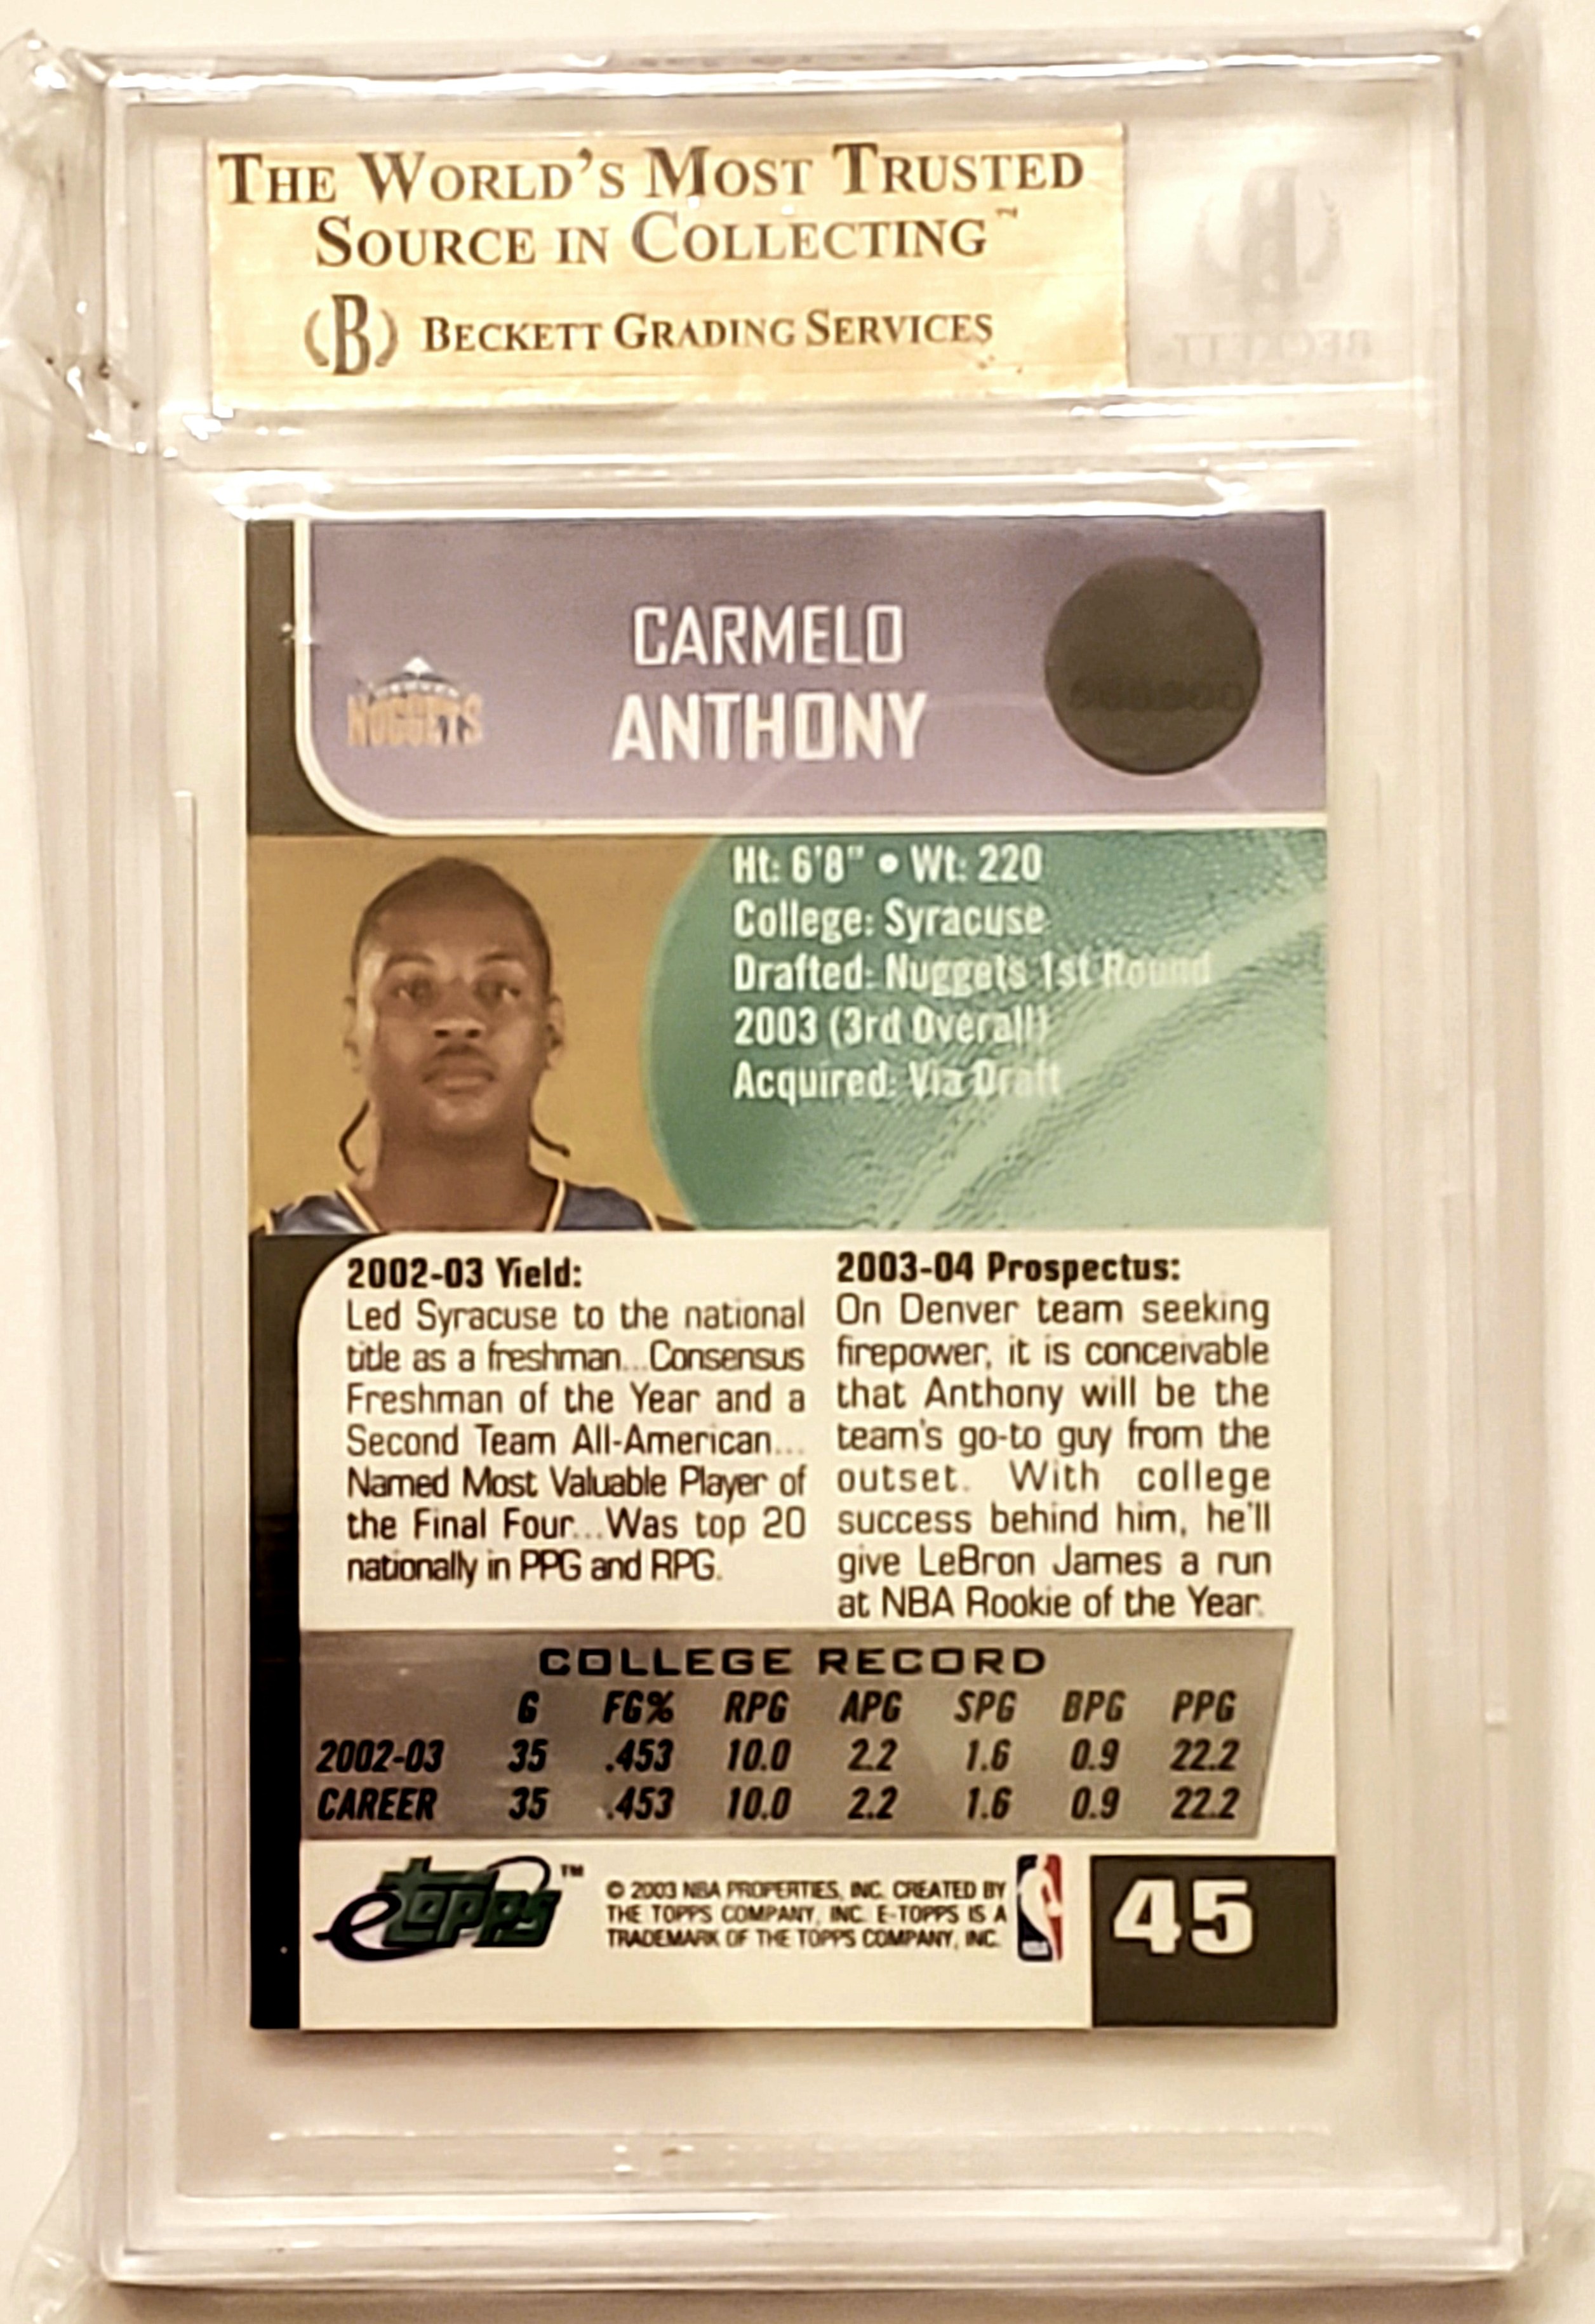 THE WORLD'S MOST TRUSTED
SOURCE IN COLLECTING™
B BECKETT GRADING SERVICES
CARMELO
ANTHONY
NUGGETS
Ht: 6'8" • Wt: 220
College: Syracuse
Drafted: Nuggets 1st Round
2003 (3rd Overall)
Acquired: Via Draft
2002-03 Yield:
Led Syracuse to the national
title as a freshman...Consensus
Freshman of the Year and a
Second Team All-American...
Named Most Valuable Player of
the Final Four...Was top 20
nationally in PPG and RPG.
2003-04 Prospectus:
On Denver team seeking
firepower, it is conceivable
that Anthony will be the
team's go-to guy from the
outset. With college
success behind him, he'll
give LeBron James a run
at NBA Rookie of the Year.
COLLEGE RECORD
G FG% RPG APG SPG BPG PPG
2002-03 35 .453 10.0 2.2 1.6 0.9 22.2
CAREER 35 .453 10.0 2.2 1.6 0.9 22.2
eTopps™
© 2003 NBA PROPERTIES, INC. CREATED BY
THE TOPPS COMPANY, INC. E-TOPPS IS A
TRADEMARK OF THE TOPPS COMPANY, INC.
45